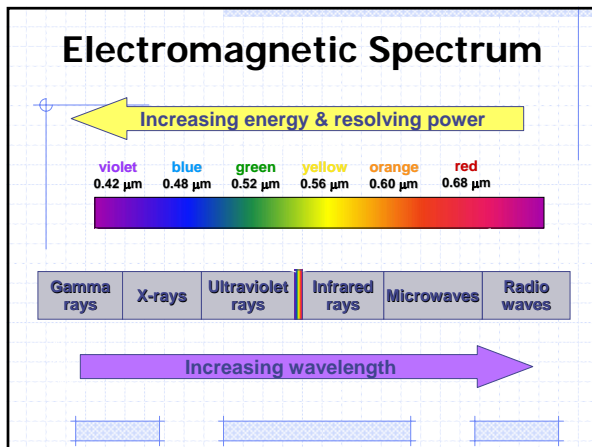 Electromagnetic Spectrum
Increasing energy & resolving power
violet blue green yellow orange red
0.42 µm 0.48 µm 0.52 µm 0.56 µm 0.60 µm 0.68 µm
Gamma rays X-rays Ultraviolet rays Infrared rays Microwaves Radio waves
Increasing wavelength